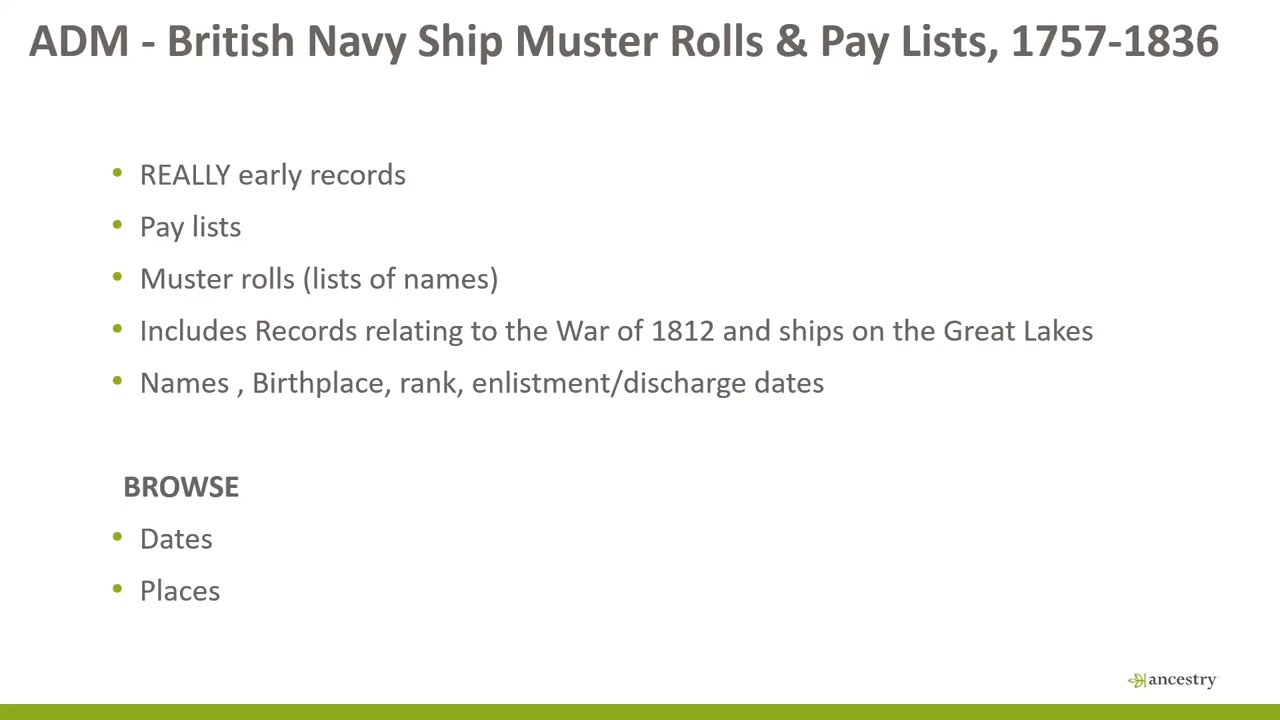 ADM - British Navy Ship Muster Rolls & Pay Lists, 1757-1836
• REALLY early records
• Pay lists
• Muster rolls (lists of names)
• Includes Records relating to the War of 1812 and ships on the Great Lakes
• Names , Birthplace, rank, enlistment/discharge dates
BROWSE
• Dates
• Places
ancestry